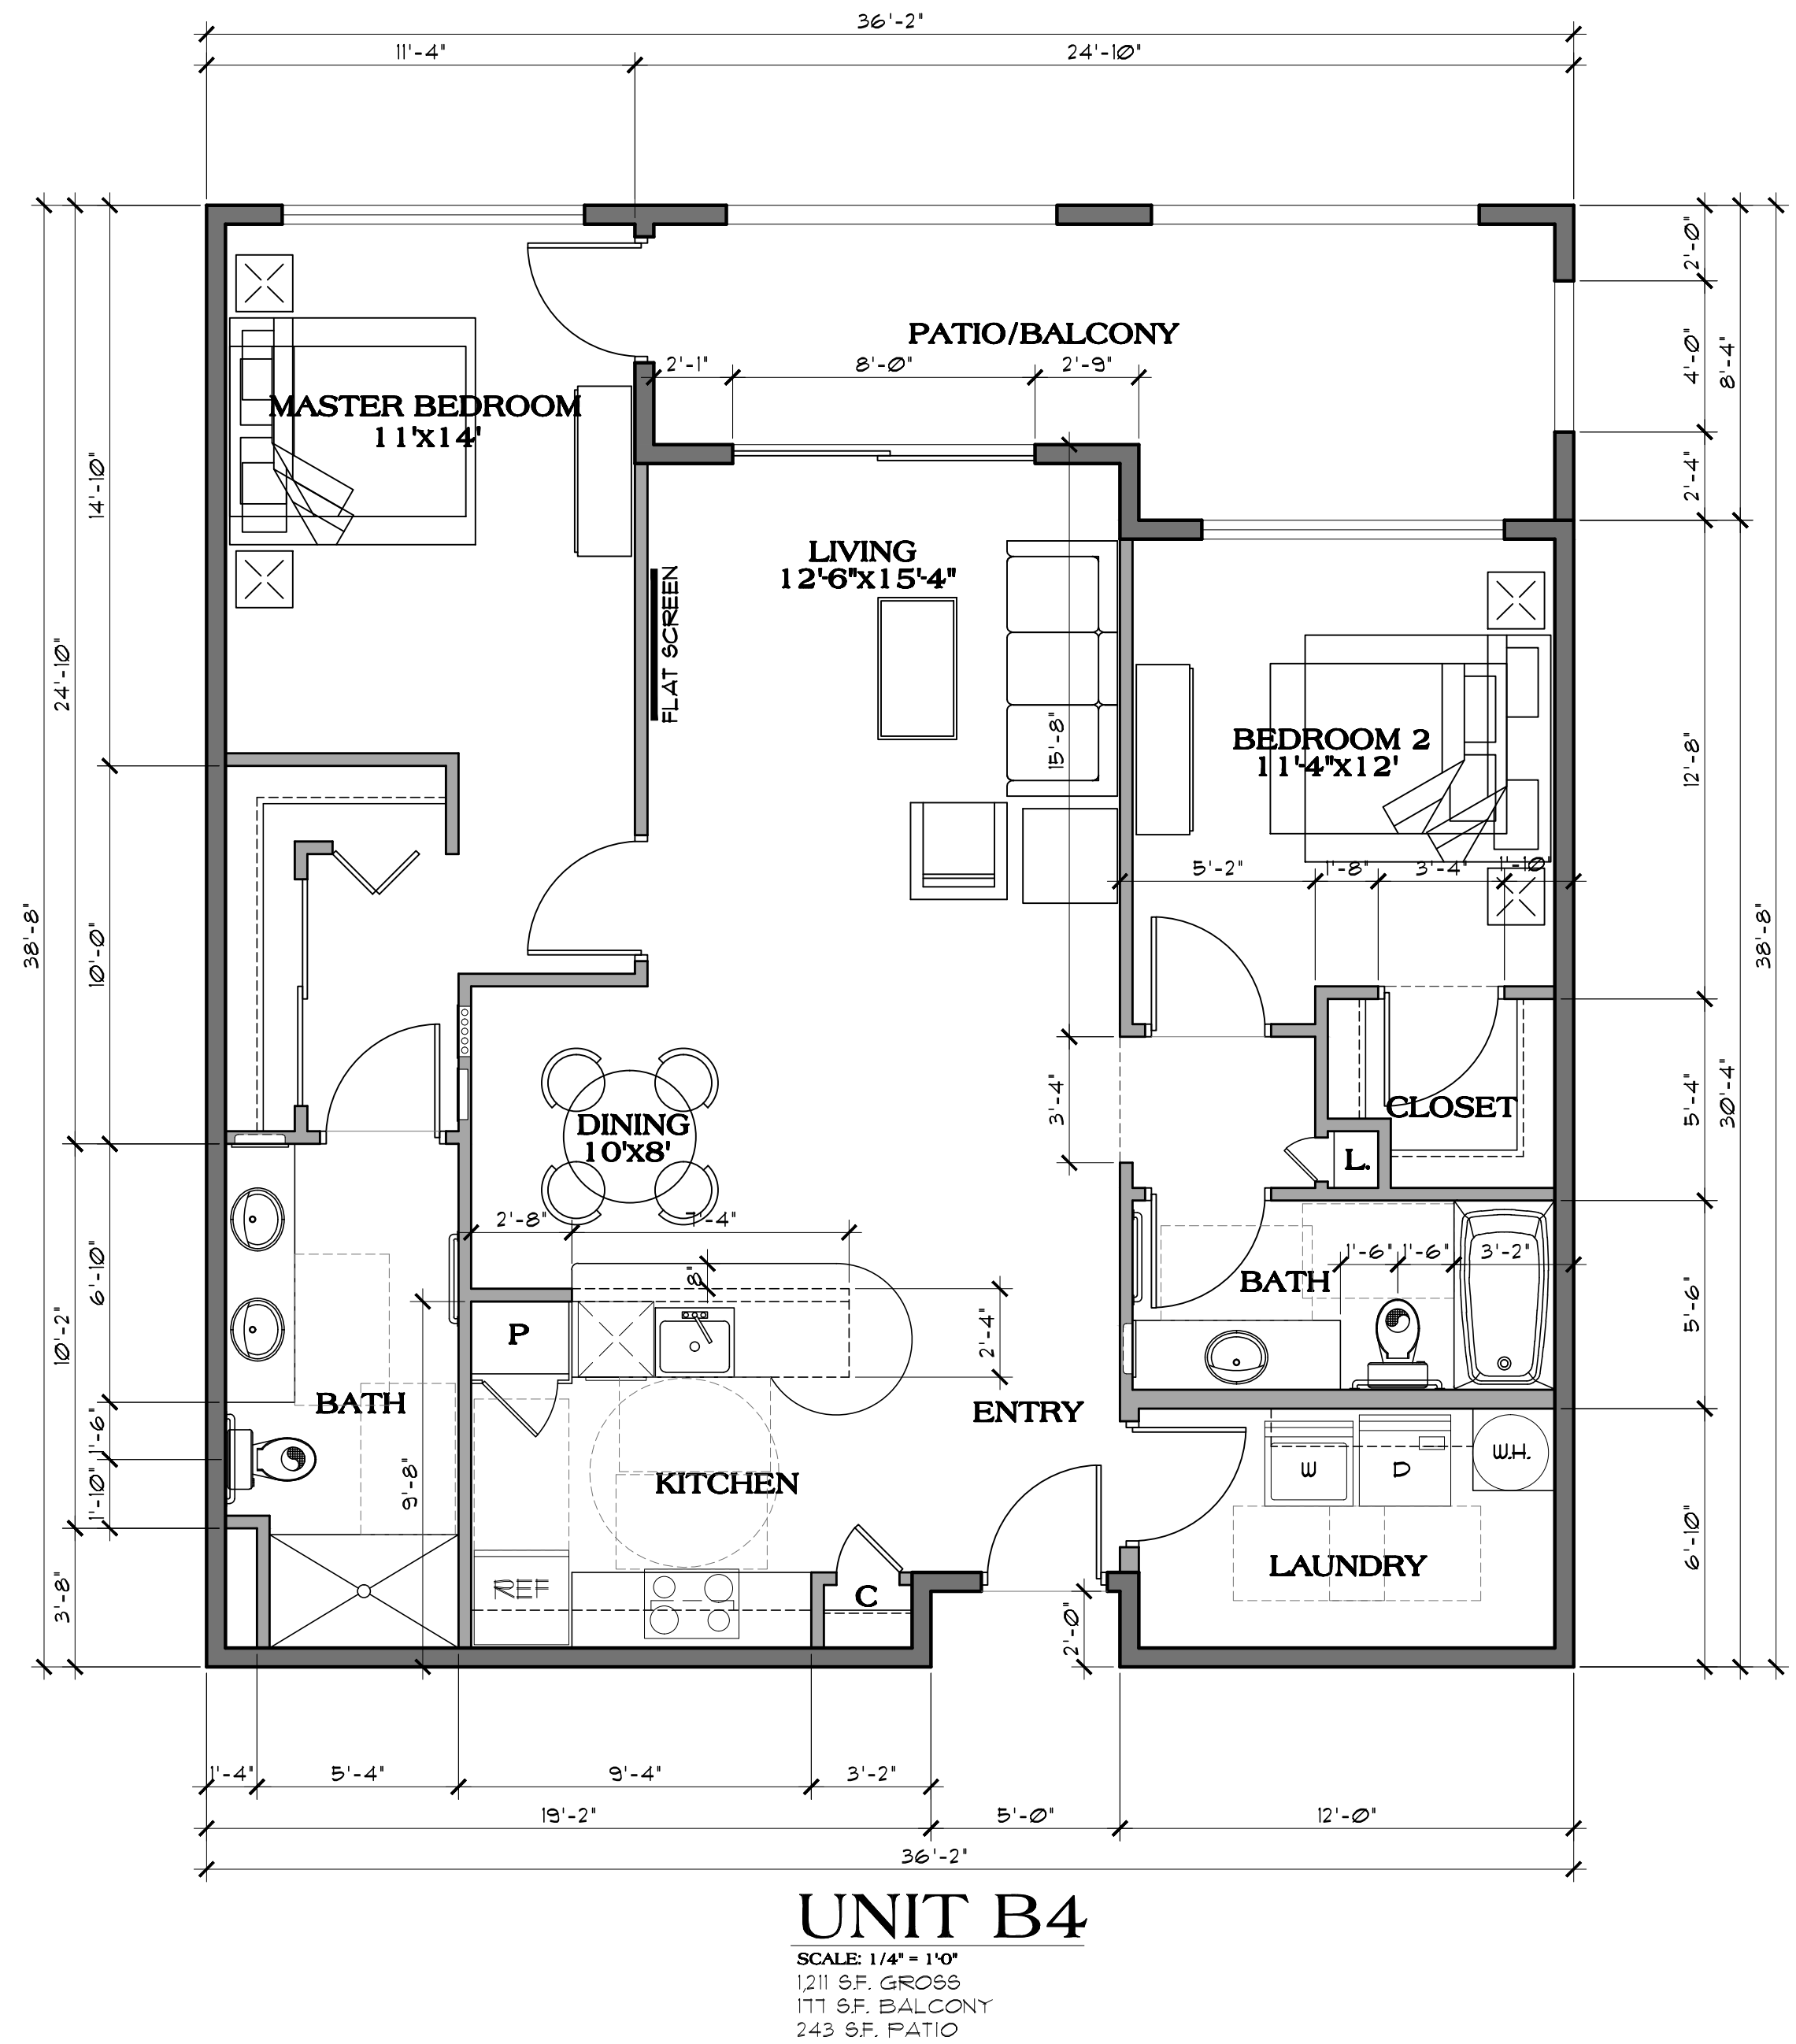 36'-2"
11'-4"
24'-10"
2'-0"
4'-0"
8'-4"
2'-4"
PATIO/BALCONY
2'-1"
8'-0"
2'-9"
MASTER BEDROOM
11'X14'
14'-10"
24'-10"
38'-8"
10'-0"
LIVING
12'-6"X15'-4"
FLAT SCREEN
15'-8"
BEDROOM 2
11'-4"X12'
12'-8"
5'-2"
1'-8"
3'-4"
1'-10"
38'-8"
30'-4"
5'-4"
3'-4"
CLOSET
L.
DINING
10'X8'
2'-8"
7'-4"
8"
2'-4"
P
6'-10"
10'-2"
BATH
1'-6"
1'-10"
3'-8"
9'-8"
1'-6"
1'-6"
3'-2"
BATH
5'-6"
ENTRY
KITCHEN
REF
C
W
D
W.H.
LAUNDRY
6'-10"
2'-0"
1'-4"
5'-4"
9'-4"
3'-2"
19'-2"
5'-0"
12'-0"
36'-2"
UNIT B4
SCALE: 1/4" = 1'-0"
1,211 S.F. GROSS
177 S.F. BALCONY
243 S.F. PATIO